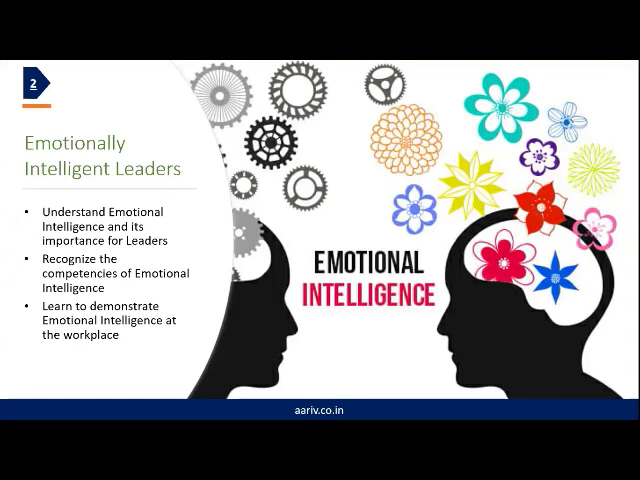 2
Emotionally
Intelligent Leaders
• Understand Emotional
Intelligence and its
importance for Leaders
• Recognize the
competencies of Emotional
Intelligence
• Learn to demonstrate
Emotional Intelligence at
the workplace
EMOTIONAL
INTELLIGENCE
aariv.co.in